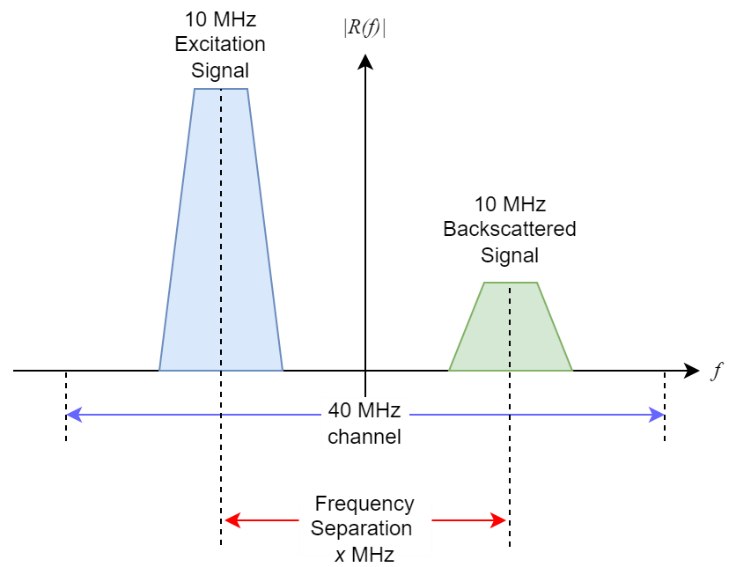 10 MHz
Excitation
Signal
|R(f)|
10 MHz
Backscattered
Signal
f
40 MHz
channel
Frequency
Separation
x MHz